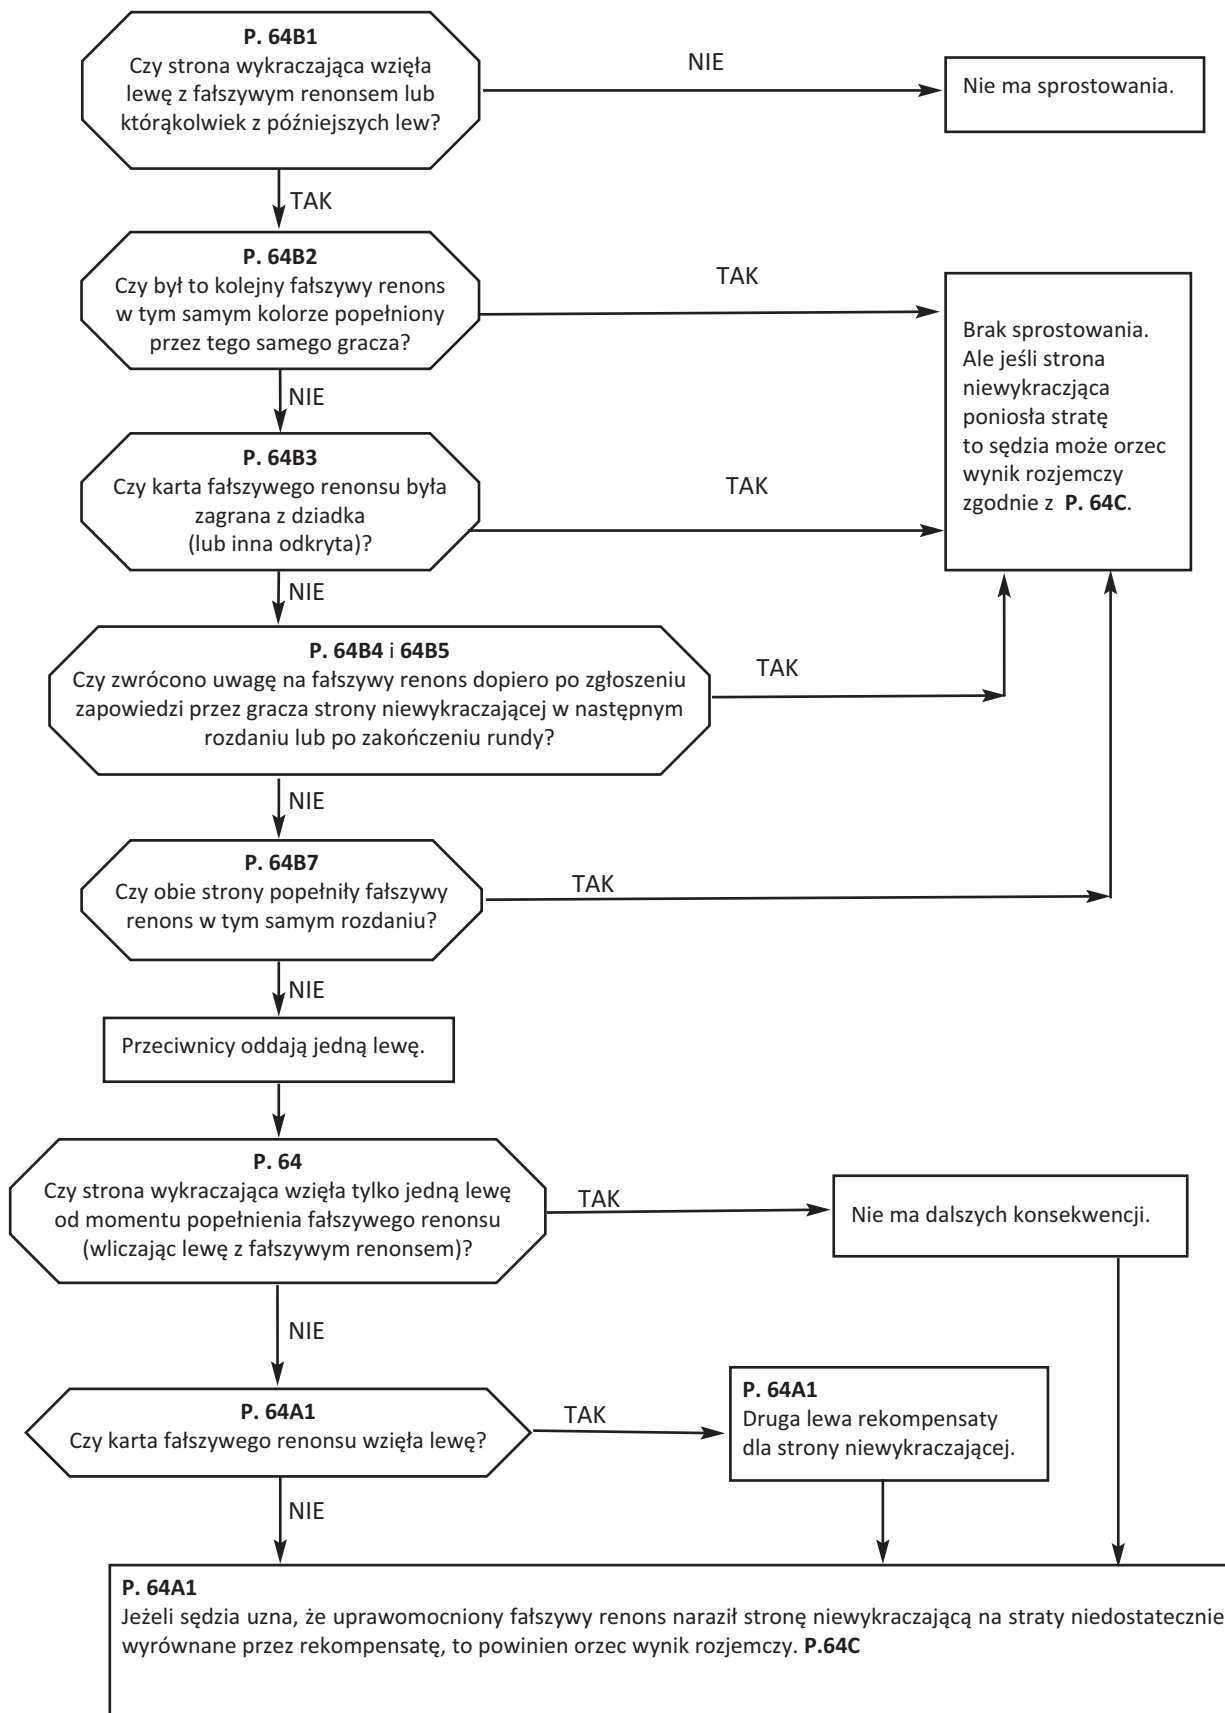 P. 64B1
Czy strona wykraczająca wzięła
lewę z fałszywym renonsem lub
którąkolwiek z późniejszych lew?
NIE
Nie ma sprostowania.
TAK
P. 64B2
Czy był to kolejny fałszywy renons
w tym samym kolorze popełniony
przez tego samego gracza?
TAK
Brak sprostowania.
Ale jeśli strona
niewykraczjąca
poniosła stratę
to sędzia może orzec
wynik rozjemczy
zgodnie z P. 64C.
NIE
P. 64B3
Czy karta fałszywego renonsu była
zagrana z dziadka
(lub inna odkryta)?
TAK
NIE
P. 64B4 i 64B5
Czy zwrócono uwagę na fałszywy renons dopiero po zgłoszeniu
zapowiedzi przez gracza strony niewykraczającej w następnym
rozdaniu lub po zakończeniu rundy?
TAK
NIE
P. 64B7
Czy obie strony popełniły fałszywy
renons w tym samym rozdaniu?
TAK
NIE
Przeciwnicy oddają jedną lewę.
P. 64
Czy strona wykraczająca wzięła tylko jedną lewę
od momentu popełnienia fałszywego renonsu
(wliczając lewę z fałszywym renonsem)?
TAK
Nie ma dalszych konsekwencji.
NIE
P. 64A1
Czy karta fałszywego renonsu wzięła lewę?
TAK
P. 64A1
Druga lewa rekompensaty
dla strony niewykraczającej.
NIE
P. 64A1
Jeżeli sędzia uzna, że uprawomocniony fałszywy renons naraził stronę niewykraczającą na straty niedostatecznie
wyrównane przez rekompensatę, to powinien orzec wynik rozjemczy. P.64C